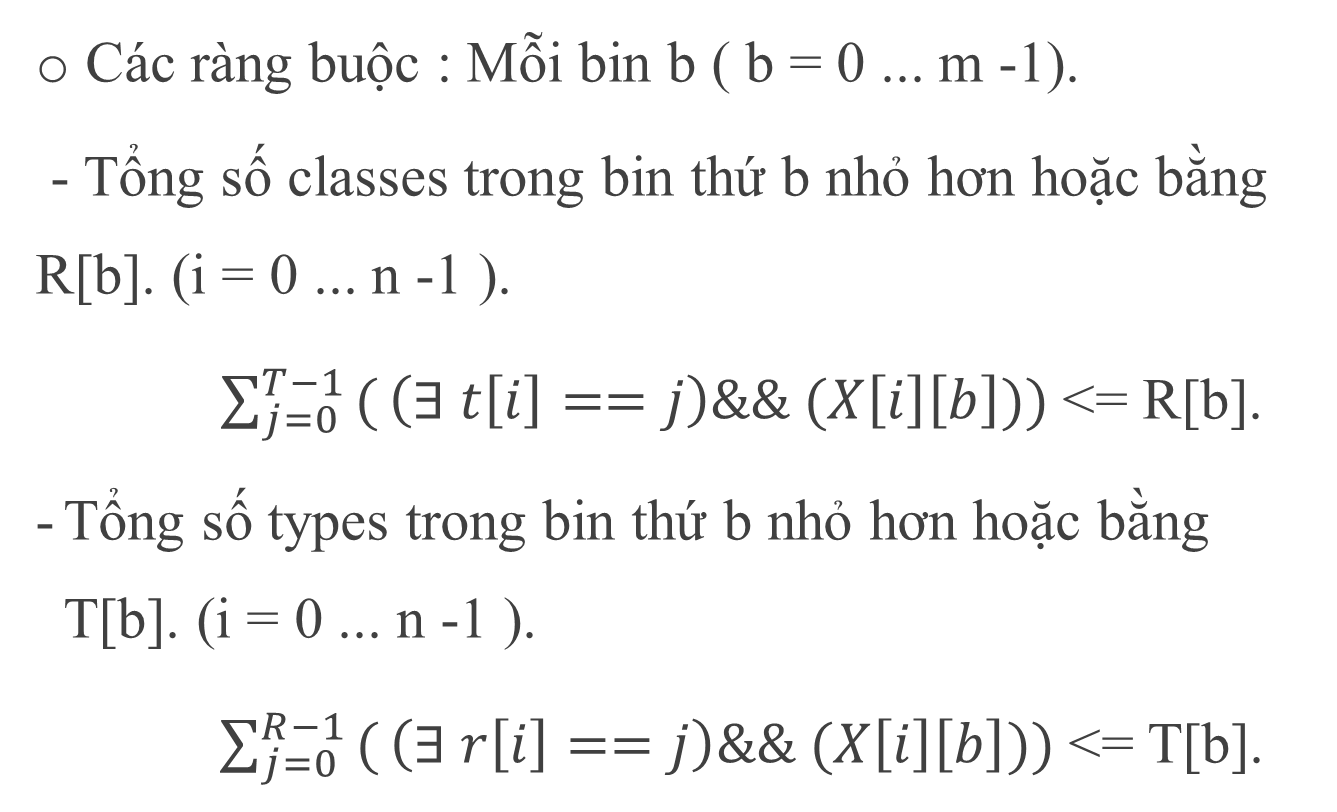 ○ Các ràng buộc : Mỗi bin b ( b = 0 ... m -1).
- Tổng số classes trong bin thứ b nhỏ hơn hoặc bằng
R[b]. (i = 0 ... n -1 ).
∑_{j=0}^{T−1} ( (∃ t[i] == j)&& (X[i][b])) <= R[b].
- Tổng số types trong bin thứ b nhỏ hơn hoặc bằng
T[b]. (i = 0 ... n -1 ).
∑_{j=0}^{R−1} ( (∃ r[i] == j)&& (X[i][b])) <= T[b].